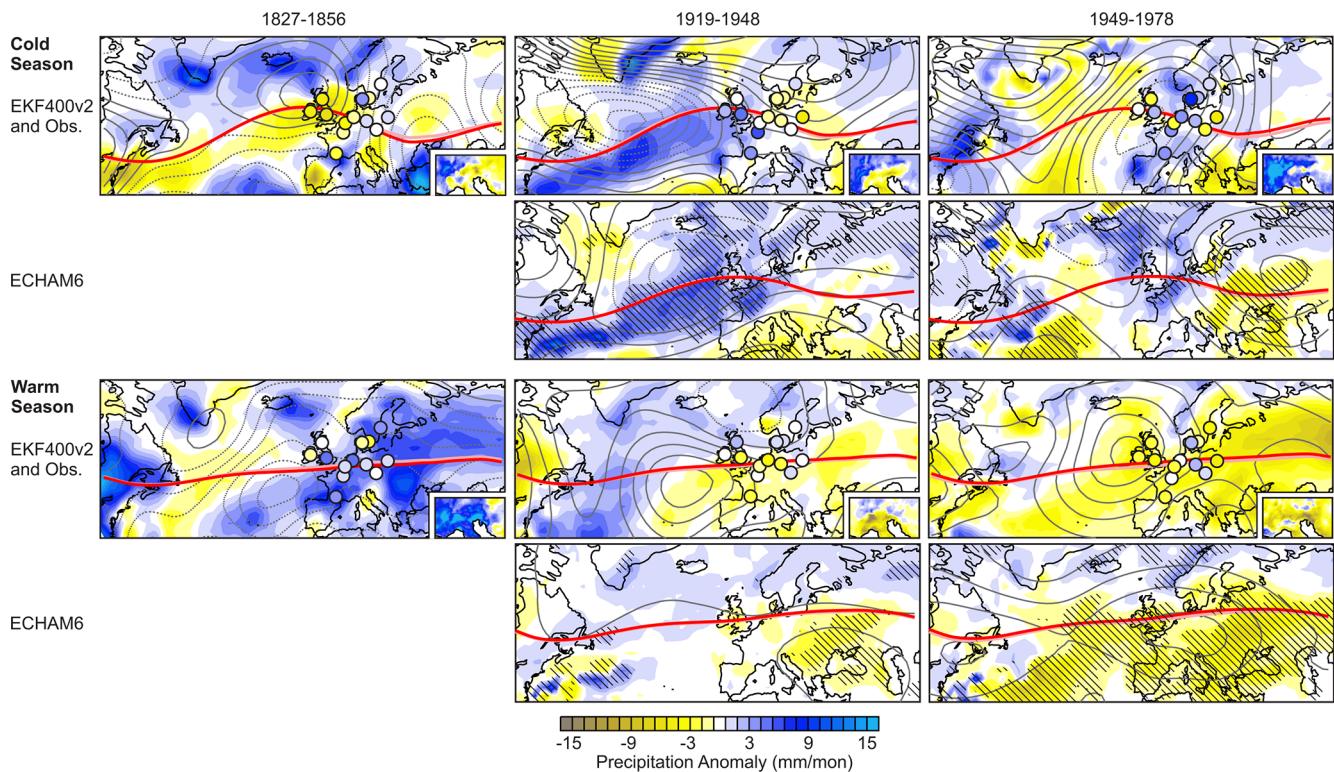 1827-1856 1919-1948 1949-1978
Cold
Season
EKF400v2
and Obs.
ECHAM6
Warm
Season
EKF400v2
and Obs.
ECHAM6
-15 -9 -3 3 9 15
Precipitation Anomaly (mm/mon)